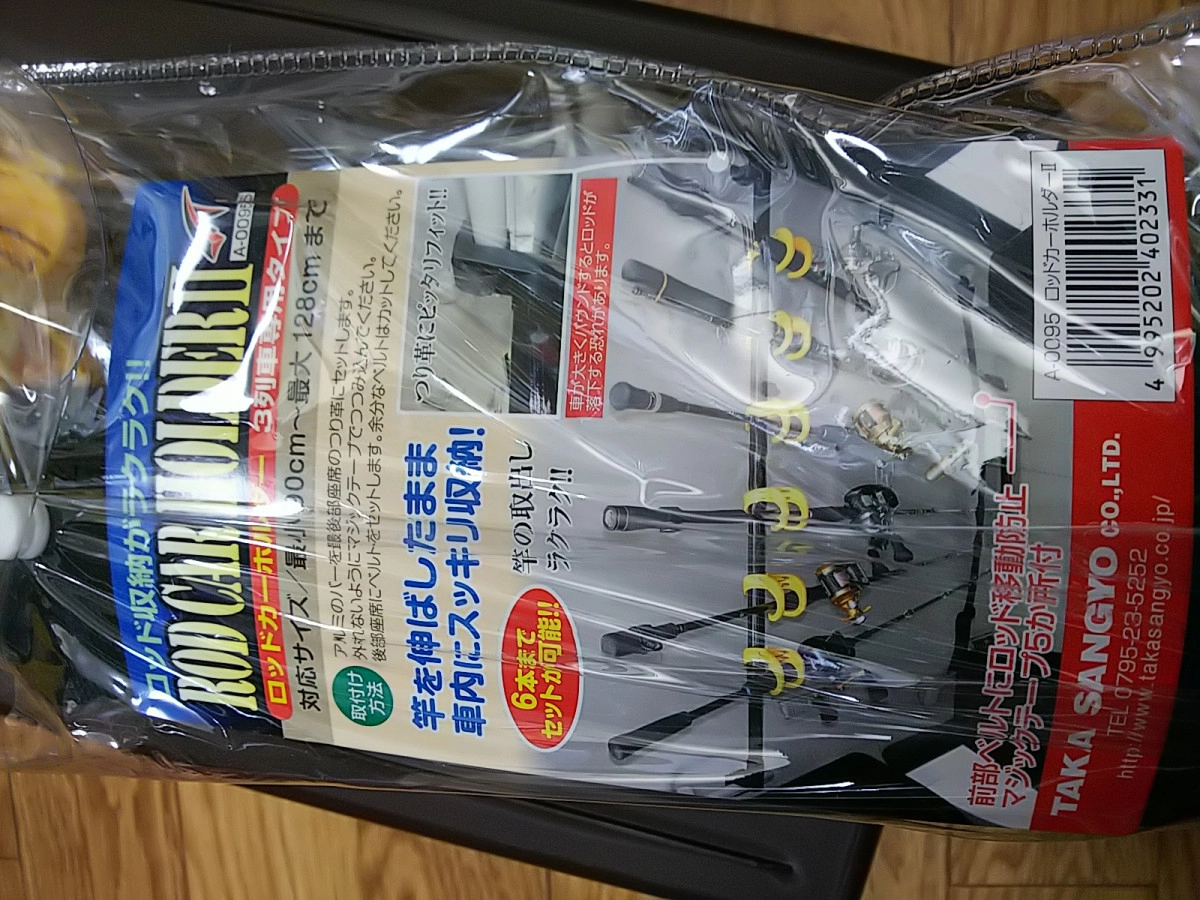 ロッド収納がラクラク!!
ROD CAR HOLDER II
A-00095
ロッドカーホルダー 3列車専用タイプ
対応サイズ/最小90cm～最大128cmまで
取付け
方法
アルミのバーを最後部座席のつり革にセットします。
外れないようにマジックテープでつつみ込んでください。
後部座席にベルトをセットします。余分なベルトはカットしてください。
竿を伸ばしたまま
車内にスッキリ収納!
つり革にピッタリフィット!!
6本まで
セットが可能!!
竿の取出し
ラクラク!!
車が大きくバウンドするとロッドが
落下する恐れがあります。
前部ベルトにロッド移動防止
マジックテープ5か所付
A-00095 ロッドカーホルダーII
4 995202 402331
TAKA SANGYO CO.,LTD.
TEL 0795-23-5252
http://www.takasangyo.co.jp/